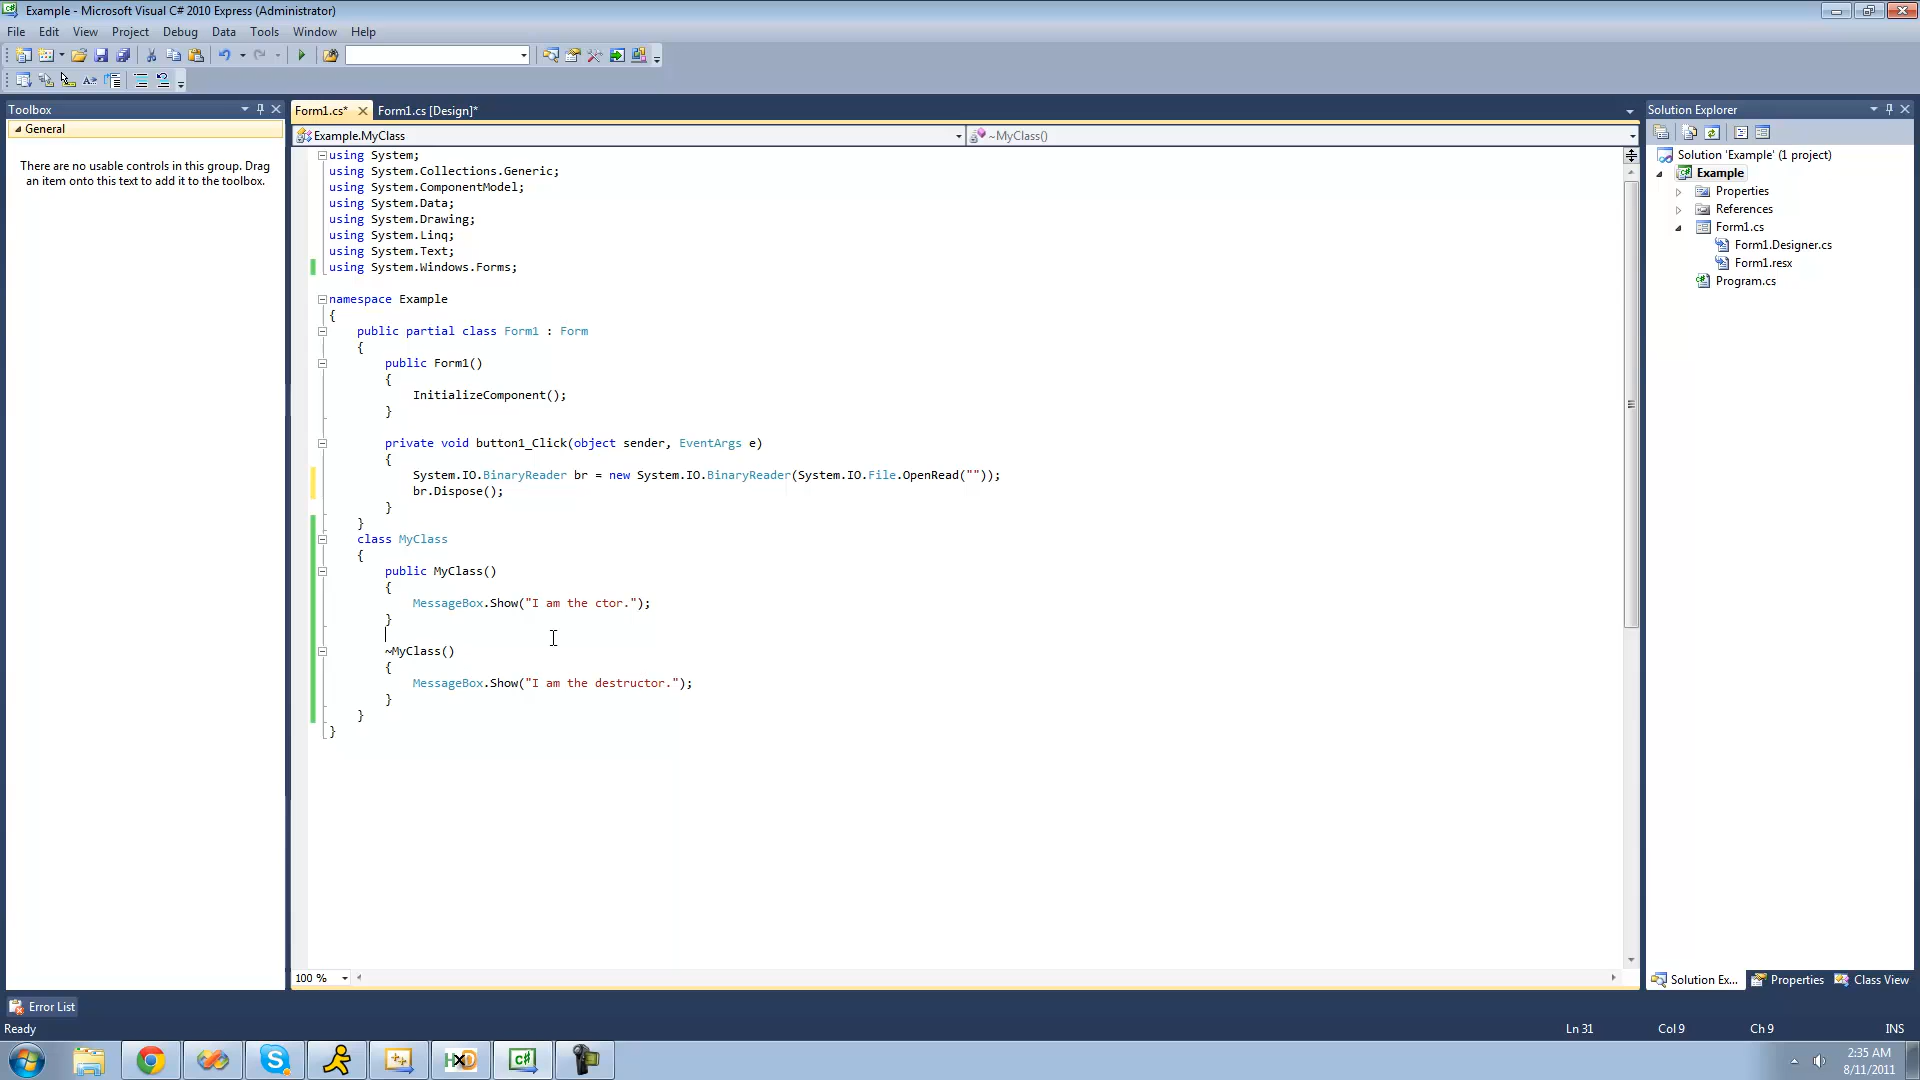 Example - Microsoft Visual C# 2010 Express (Administrator)
File Edit View Project Debug Data Tools Window Help
Toolbox
General
There are no usable controls in this group. Drag
an item onto this text to add it to the toolbox.
Form1.cs*
Form1.cs [Design]*
Example.MyClass
~MyClass()
using System;
using System.Collections.Generic;
using System.ComponentModel;
using System.Data;
using System.Drawing;
using System.Linq;
using System.Text;
using System.Windows.Forms;
namespace Example
{
public partial class Form1 : Form
{
public Form1()
{
InitializeComponent();
}
private void button1_Click(object sender, EventArgs e)
{
System.IO.BinaryReader br = new System.IO.BinaryReader(System.IO.File.OpenRead(""));
br.Dispose();
}
}
class MyClass
{
public MyClass()
{
MessageBox.Show("I am the ctor.");
}
~MyClass()
{
MessageBox.Show("I am the destructor.");
}
}
}
100 %
Solution Explorer
Solution 'Example' (1 project)
Example
Properties
References
Form1.cs
Form1.Designer.cs
Form1.resx
Program.cs
Solution Ex...
Properties
Class View
Error List
Ready
Ln 31
Col 9
Ch 9
INS
2:35 AM
8/11/2011